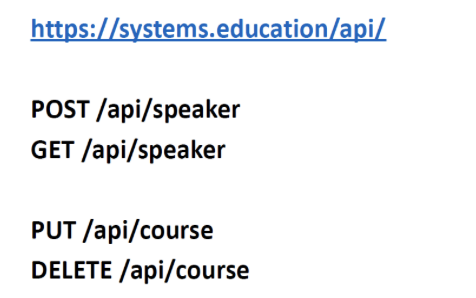 https://systems.education/api/
POST /api/speaker
GET /api/speaker
PUT /api/course
DELETE /api/course